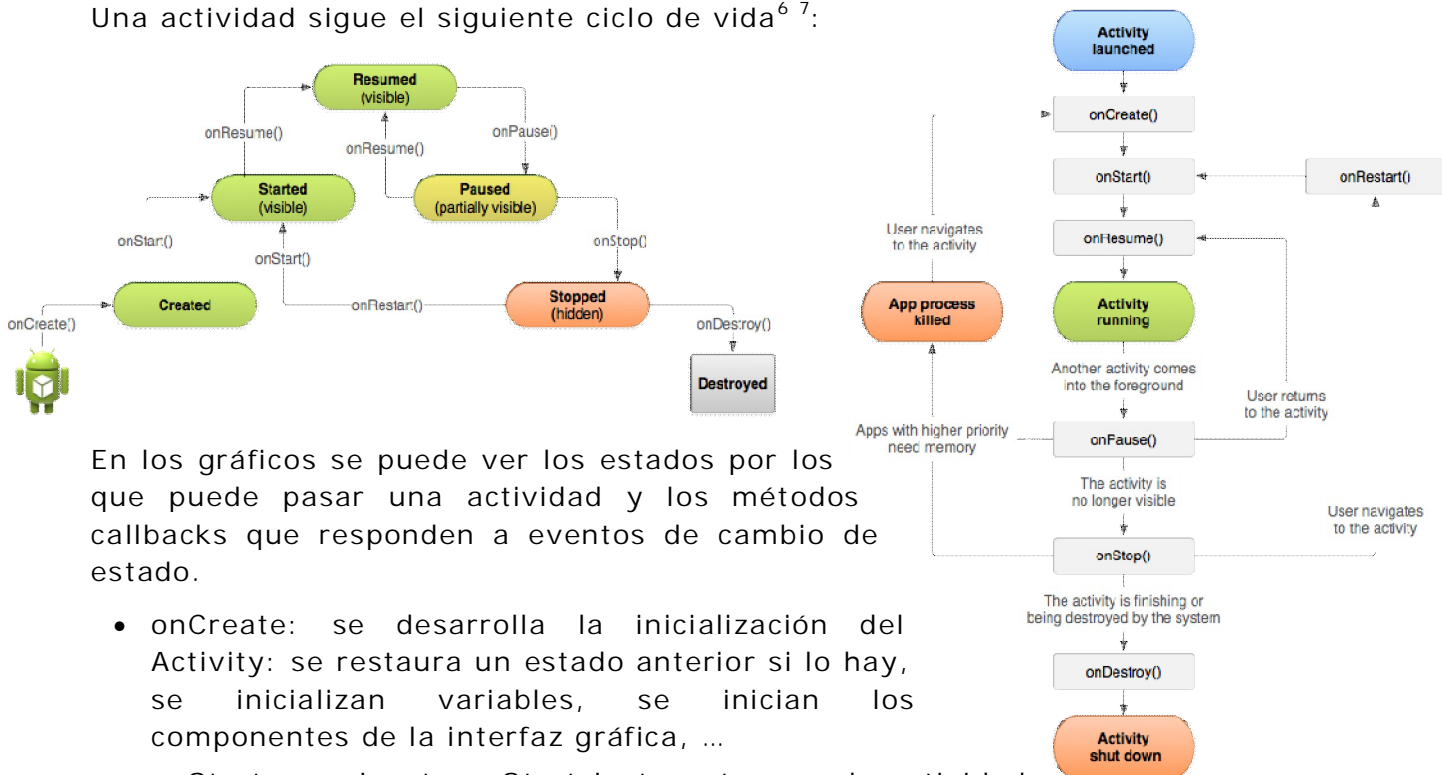 Una actividad sigue el siguiente ciclo de vida6 7:
Resumed
(visible)
onResume()
onResume()
onPause()
Started
(visible)
Paused
(partially visible)
onStart()
onStart()
onStop()
Created
onRestart()
Stopped
(hidden)
onCreate()
onDestroy()
Destroyed
Activity
launched
onCreate()
onStart()
onRestart()
User navigates
to the activity
onResume()
App process
killed
Activity
running
Another activity comes
into the foreground
User returns
to the activity
Apps with higher priority
need memory
onPause()
The activity is
no longer visible
User navigates
to the activity
onStop()
The activity is finishing or
being destroyed by the system
onDestroy()
Activity
shut down
En los gráficos se puede ver los estados por los
que puede pasar una actividad y los métodos
callbacks que responden a eventos de cambio de
estado.
• onCreate: se desarrolla la inicialización del
Activity: se restaura un estado anterior si lo hay,
se inicializan variables, se inician los
componentes de la interfaz gráfica, …